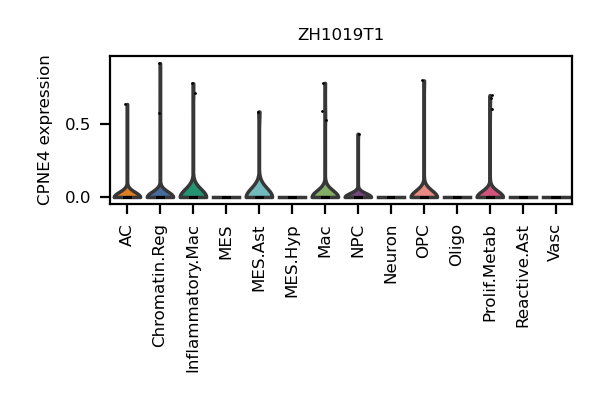 ZH1019T1
CPNE4 expression
0.5
0.0
AC
Chromatin.Reg
Inflammatory.Mac
MES
MES.Ast
MES.Hyp
Mac
NPC
Neuron
OPC
Oligo
Prolif.Metab
Reactive.Ast
Vasc